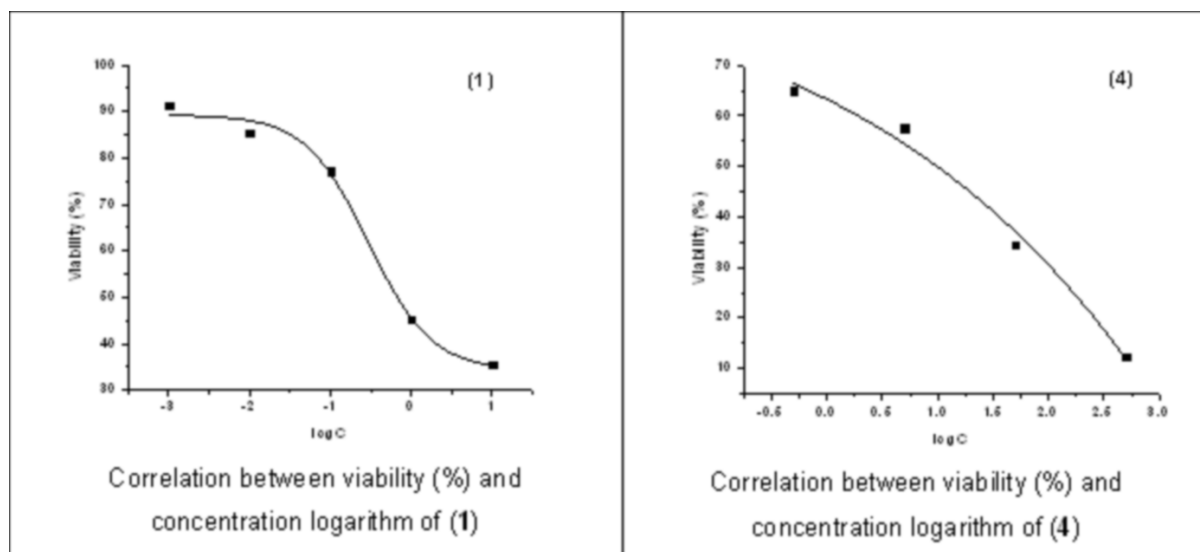 (1)
100
90
80
70
60
50
40
30
Viability (%)
-3 -2 -1 0 1
log C
Correlation between viability (%) and
concentration logarithm of (1)
(4)
70
60
50
40
30
20
10
Viability (%)
-0.5 0.0 0.5 1.0 1.5 2.0 2.5 3.0
log C
Correlation between viability (%) and
concentration logarithm of (4)